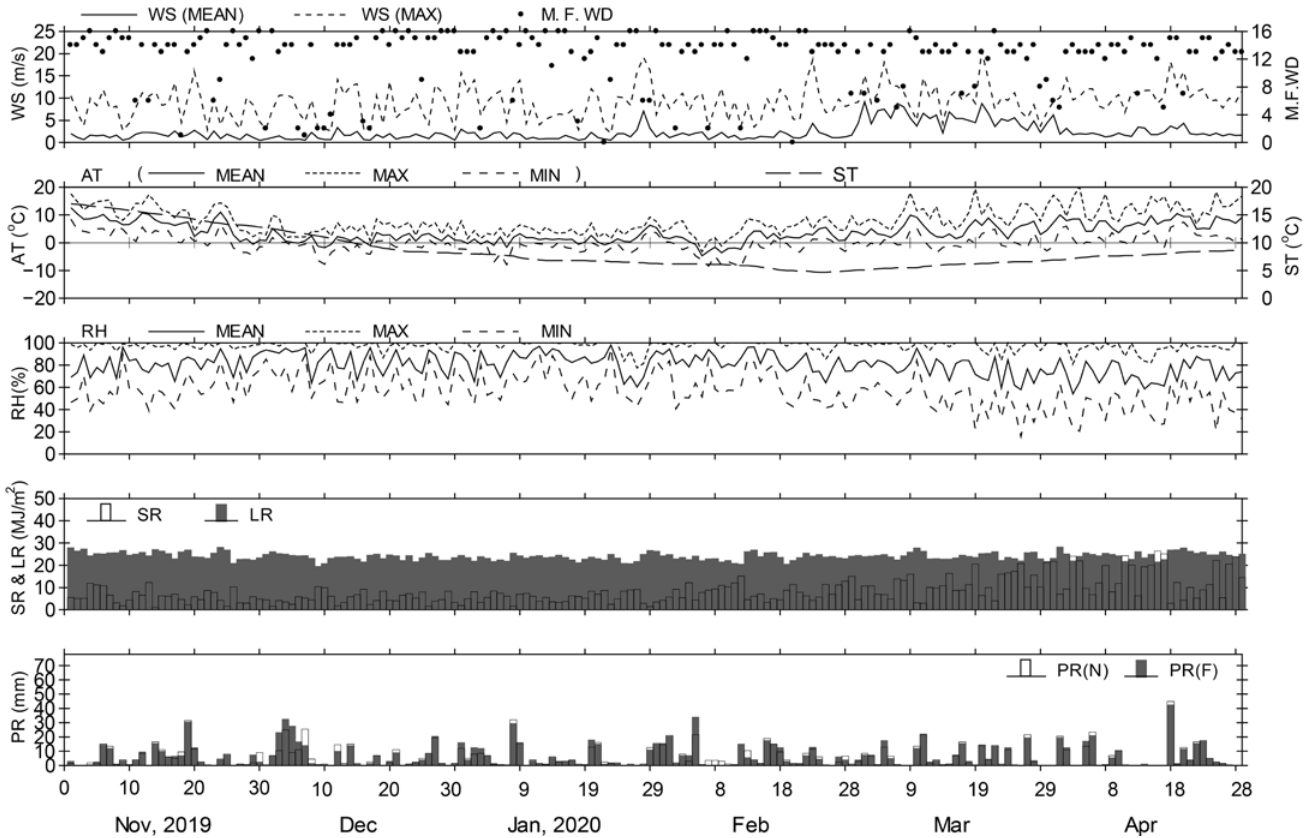 WS (MEAN) WS (MAX) M. F. WD
WS (m/s)
25
20
15
10
5
0
16
12
8
4
0
M.F.WD
AT ( MEAN MAX MIN ) ST
AT (°C)
20
10
0
−10
−20
20
15
10
5
0
ST (°C)
RH MEAN MAX MIN
RH(%)
100
80
60
40
20
0
SR LR
SR & LR (MJ/m²)
50
40
30
20
10
0
PR(N) PR(F)
PR (mm)
70
60
50
40
30
20
10
0
0 10 20 30 10 20 30 9 19 29 8 18 28 9 19 29 8 18 28
Nov, 2019 Dec Jan, 2020 Feb Mar Apr